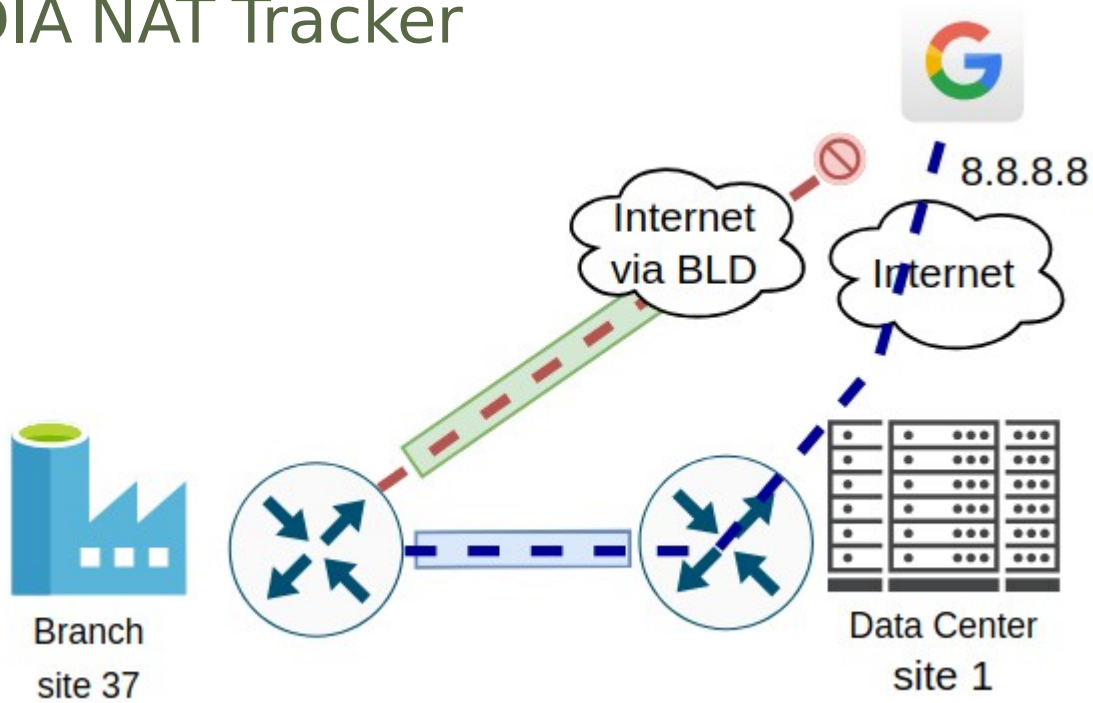 DIA NAT Tracker
8.8.8.8
Internet
via BLD
Internet
Branch
site 37
Data Center
site 1